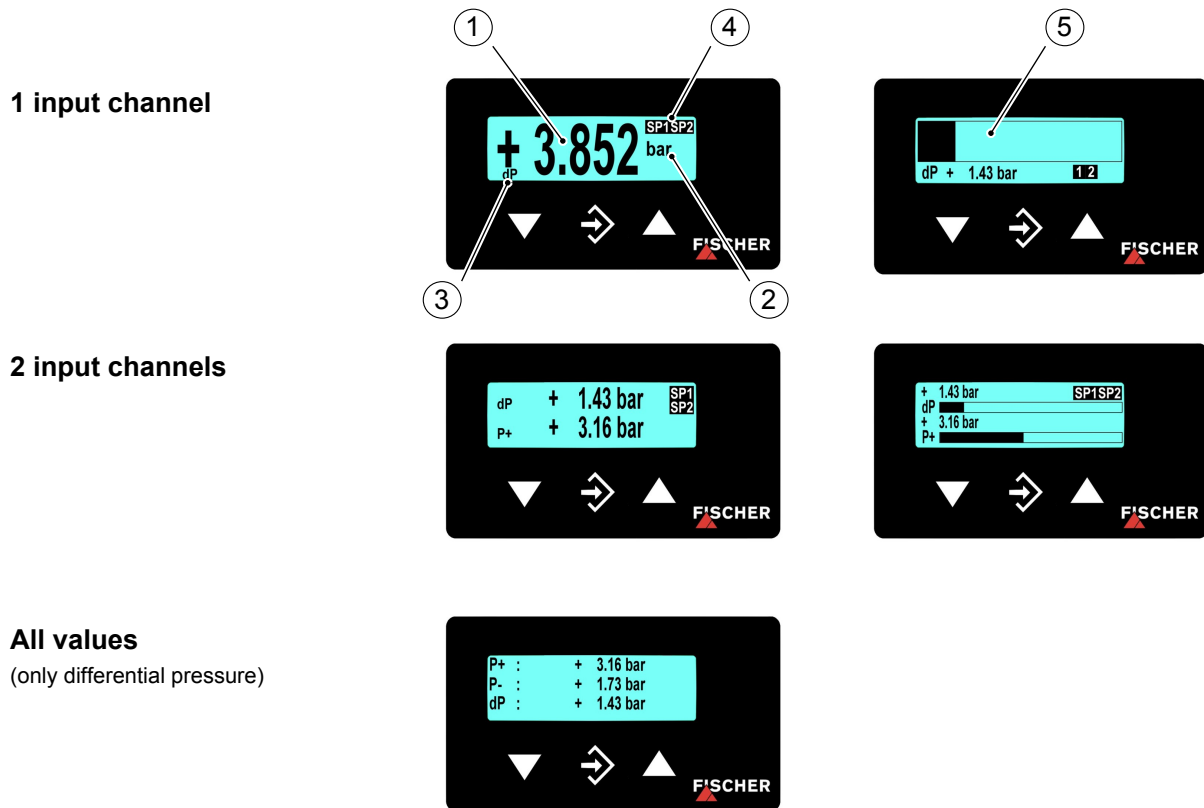 1 4 5
1 input channel
+ 3.852 bar
SP1SP2
dP
FISCHER
dP + 1.43 bar 1 2
FISCHER
3 2
2 input channels
dP + 1.43 bar SP1
P+ + 3.16 bar SP2
FISCHER
+ 1.43 bar SP1SP2
dP
+ 3.16 bar
P+
FISCHER
All values
(only differential pressure)
P+ : + 3.16 bar
P- : + 1.73 bar
dP : + 1.43 bar
FISCHER